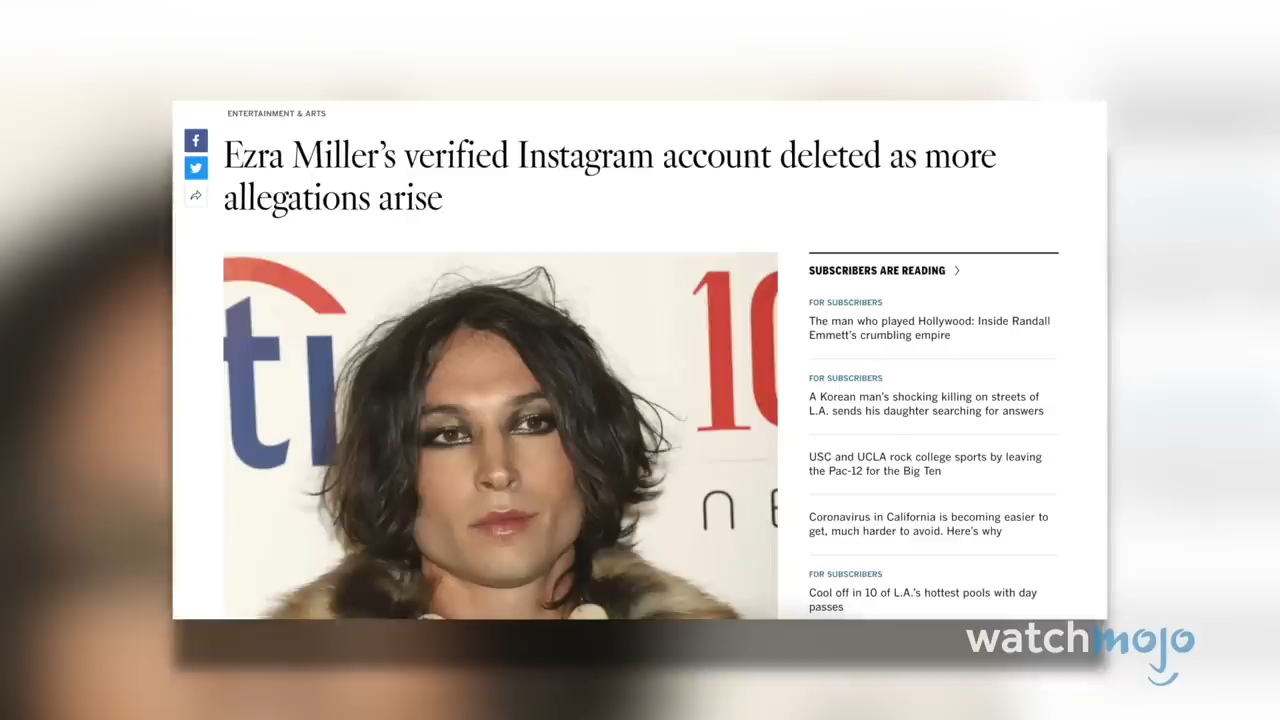 ENTERTAINMENT & ARTS
Ezra Miller's verified Instagram account deleted as more
allegations arise
ti
10
n e
SUBSCRIBERS ARE READING
FOR SUBSCRIBERS
The man who played Hollywood: Inside Randall
Emmett's crumbling empire
FOR SUBSCRIBERS
A Korean man's shocking killing on streets of
L.A. sends his daughter searching for answers
USC and UCLA rock college sports by leaving
the Pac-12 for the Big Ten
Coronavirus in California is becoming easier to
get, much harder to avoid. Here's why
FOR SUBSCRIBERS
Cool off in 10 of L.A.'s hottest pools with day
passes
watchmojo